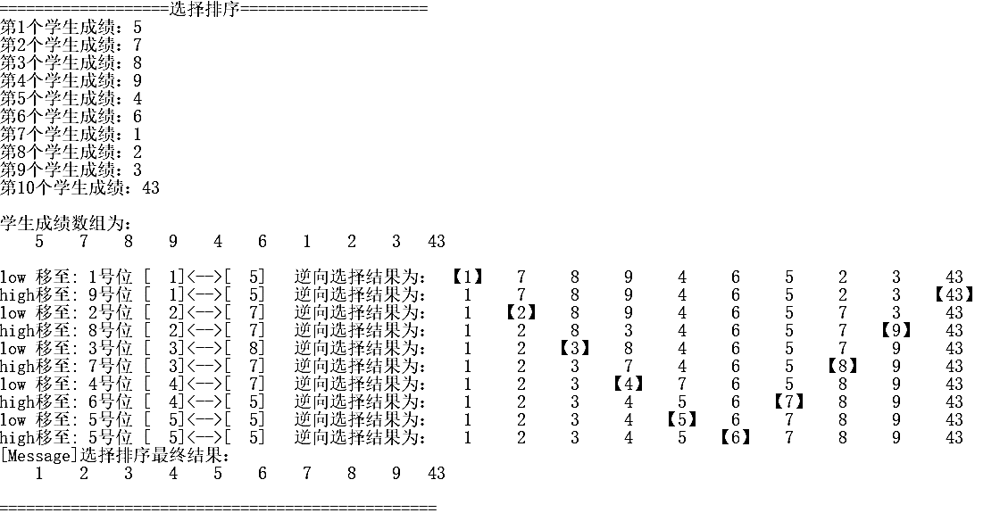 ===================选择排序=====================
第1个学生成绩：5
第2个学生成绩：7
第3个学生成绩：8
第4个学生成绩：9
第5个学生成绩：4
第6个学生成绩：6
第7个学生成绩：1
第8个学生成绩：2
第9个学生成绩：3
第10个学生成绩：43
学生成绩数组为：
5 7 8 9 4 6 1 2 3 43
low 移至: 1号位 [ 1]<-->[ 5] 逆向选择结果为： 【1】 7 8 9 4 6 5 2 3 43
high移至: 9号位 [ 1]<-->[ 5] 逆向选择结果为： 1 7 8 9 4 6 5 2 3 【43】
low 移至: 2号位 [ 2]<-->[ 7] 逆向选择结果为： 1 【2】 8 9 4 6 5 7 3 43
high移至: 8号位 [ 2]<-->[ 7] 逆向选择结果为： 1 2 8 3 4 6 5 7 【9】 43
low 移至: 3号位 [ 3]<-->[ 8] 逆向选择结果为： 1 2 【3】 8 4 6 5 7 9 43
high移至: 7号位 [ 3]<-->[ 7] 逆向选择结果为： 1 2 3 7 4 6 5 【8】 9 43
low 移至: 4号位 [ 4]<-->[ 7] 逆向选择结果为： 1 2 3 【4】 7 6 5 8 9 43
high移至: 6号位 [ 4]<-->[ 5] 逆向选择结果为： 1 2 3 4 5 6 【7】 8 9 43
low 移至: 5号位 [ 5]<-->[ 5] 逆向选择结果为： 1 2 3 4 【5】 6 7 8 9 43
high移至: 5号位 [ 5]<-->[ 5] 逆向选择结果为： 1 2 3 4 5 【6】 7 8 9 43
[Message]选择排序最终结果：
1 2 3 4 5 6 7 8 9 43
=================================================